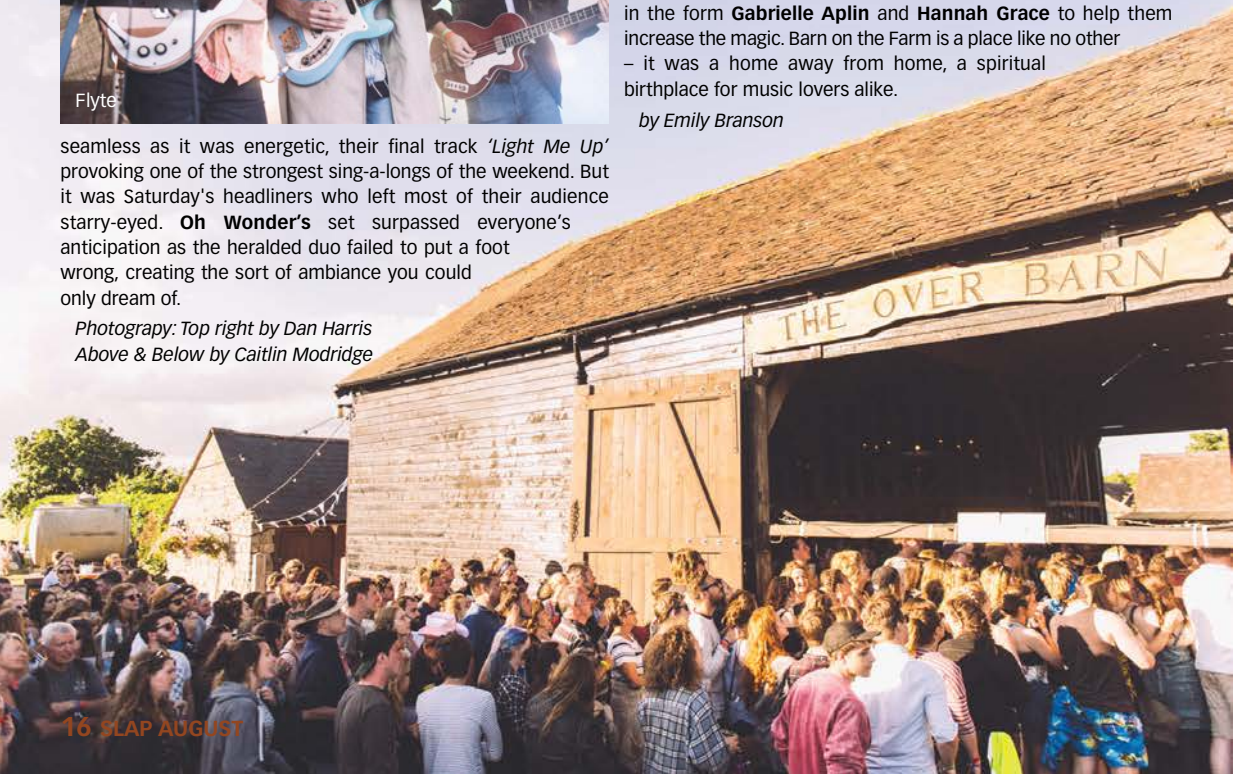 Flyte
seamless as it was energetic, their final track ‘Light Me Up’
provoking one of the strongest sing-a-longs of the weekend. But
it was Saturday's headliners who left most of their audience
starry-eyed. Oh Wonder’s set surpassed everyone’s
anticipation as the heralded duo failed to put a foot
wrong, creating the sort of ambiance you could
only dream of.
Photograpy: Top right by Dan Harris
Above & Below by Caitlin Modridge
in the form Gabrielle Aplin and Hannah Grace to help them
increase the magic. Barn on the Farm is a place like no other
– it was a home away from home, a spiritual
birthplace for music lovers alike.
by Emily Branson
THE OVER BARN
16 SLAP AUGUST